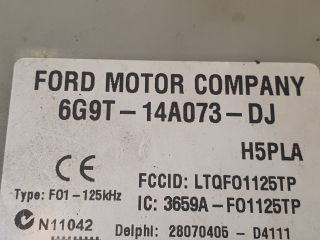 FORD MOTOR COMPANY
6G9T-14A073-DJ
H5PLA
CE
FCCID: LTQFO1125TP
Type: FO1-125kHz
IC: 3659A-FO1125TP
N11042
Delphi: 28070405 - D4111